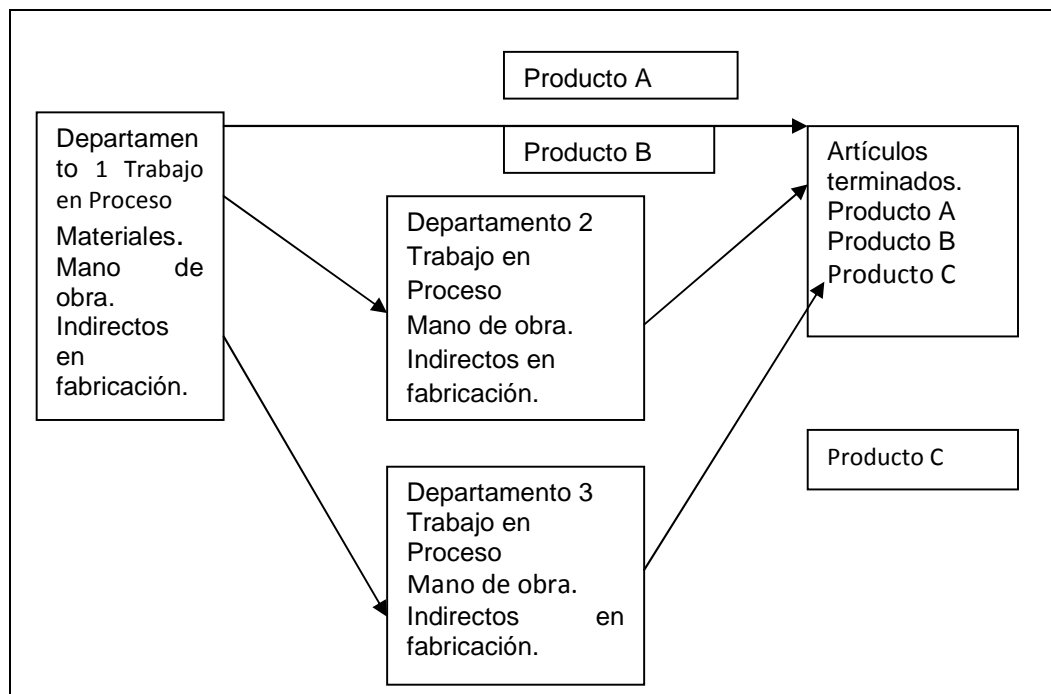 Producto A
Departamen
to 1 Trabajo
en Proceso
Materiales.
Mano de
obra.
Indirectos
en
fabricación.
Producto B
Artículos
terminados.
Producto A
Producto B
Producto C
Departamento 2
Trabajo en
Proceso
Mano de obra.
Indirectos en
fabricación.
Producto C
Departamento 3
Trabajo en
Proceso
Mano de obra.
Indirectos en
fabricación.